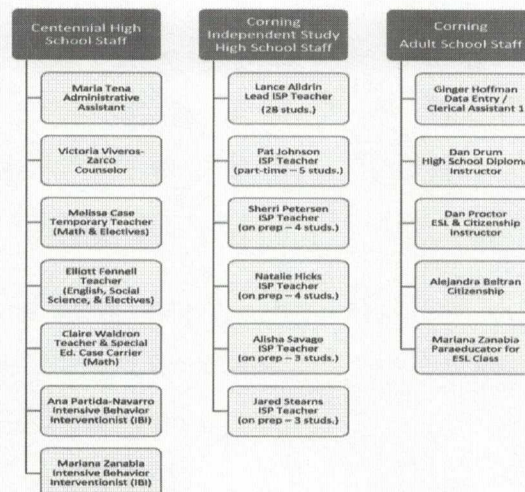 Centennial High
School Staff
Maria Tena
Administrative
Assistant
Victoria Viveros-
Zarco
Counselor
Melissa Case
Temporary Teacher
(Math & Electives)
Elliott Fennell
Teacher
(English, Social
Science, & Electives)
Claire Waldron
Teacher & Special
Ed. Case Carrier
(Math)
Ana Partida-Navarro
Intensive Behavior
Interventionist (IBI)
Mariana Zanabia
Intensive Behavior
Interventionist (IBI)
Corning
Independent Study
High School Staff
Lance Alldrin
Lead ISP Teacher
(28 studs.)
Pat Johnson
ISP Teacher
(part-time – 5 studs.)
Sherri Petersen
ISP Teacher
(on prep – 4 studs.)
Natalie Hicks
ISP Teacher
(on prep – 4 studs.)
Alisha Savage
ISP Teacher
(on prep – 3 studs.)
Jared Stearns
ISP Teacher
(on prep – 3 studs.)
Corning
Adult School Staff
Ginger Hoffman
Data Entry /
Clerical Assistant 1
Dan Drum
High School Diploma
Instructor
Dan Proctor
ESL & Citizenship
Instructor
Alejandra Beltran
Citizenship
Mariana Zanabia
Paraeducator for
ESL Class